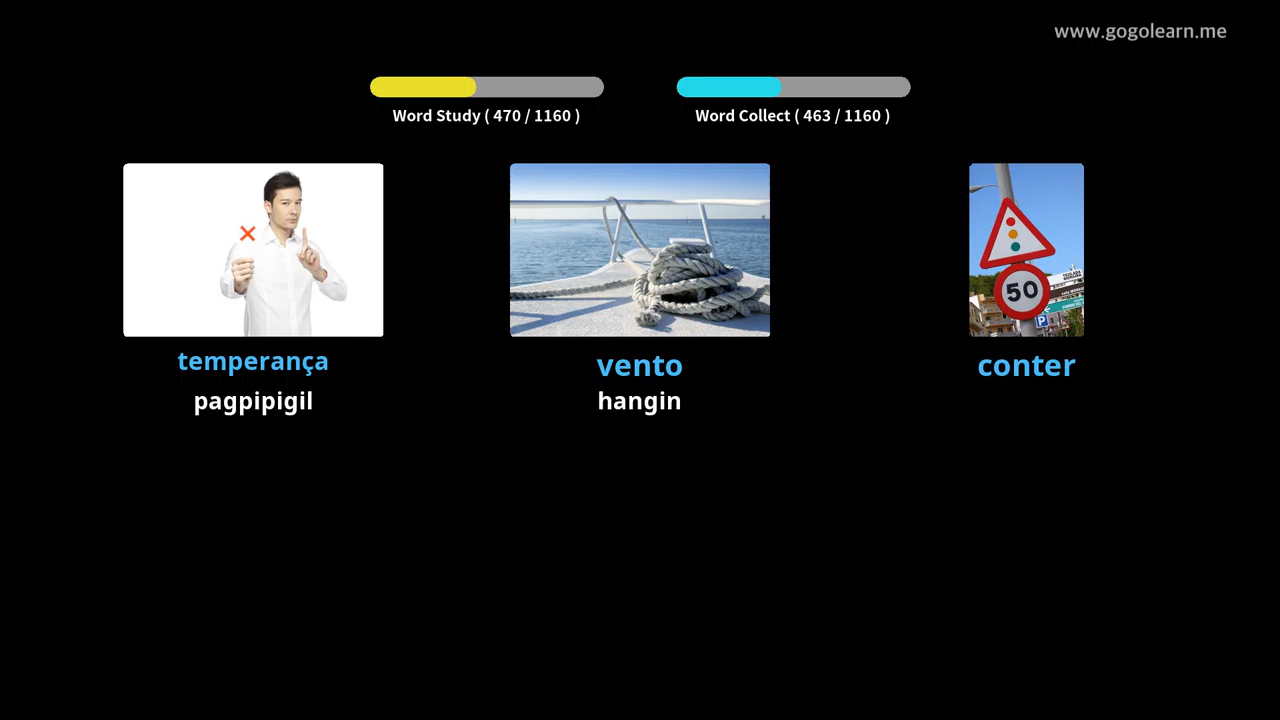 www.gogolearn.me
Word Study ( 470 / 1160 )
Word Collect ( 463 / 1160 )
50
P
temperança
vento
conter
pagpipigil
hangin